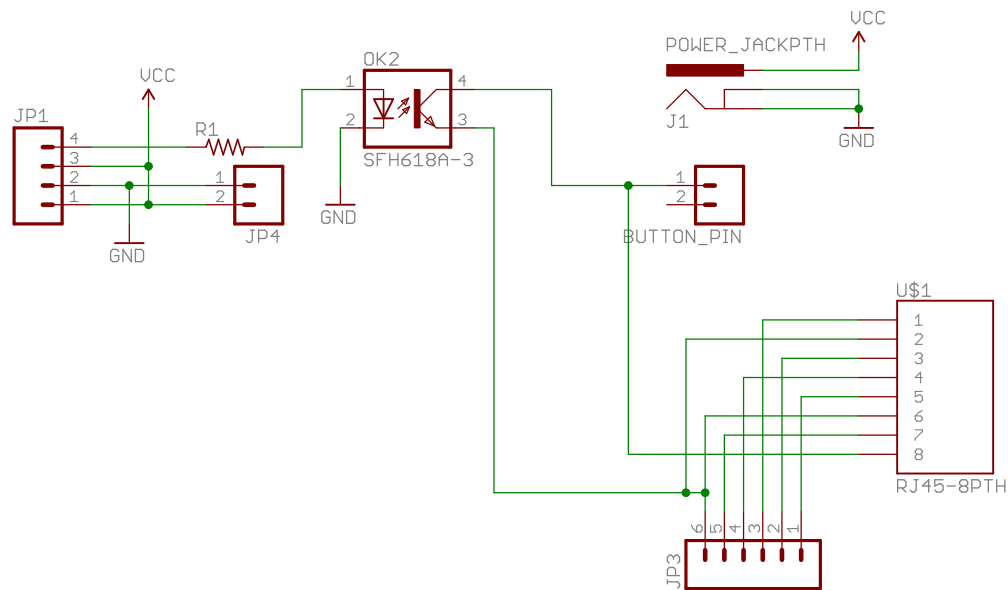 VCC
POWER_JACKPTH
J1
GND
VCC
JP1
4
3
2
1
R1
1
2
JP4
GND
OK2
1
2
4
3
SFH618A-3
GND
1
2
BUTTON_PIN
U$1
1
2
3
4
5
6
7
8
RJ45-8PTH
6
5
4
3
2
1
JP3